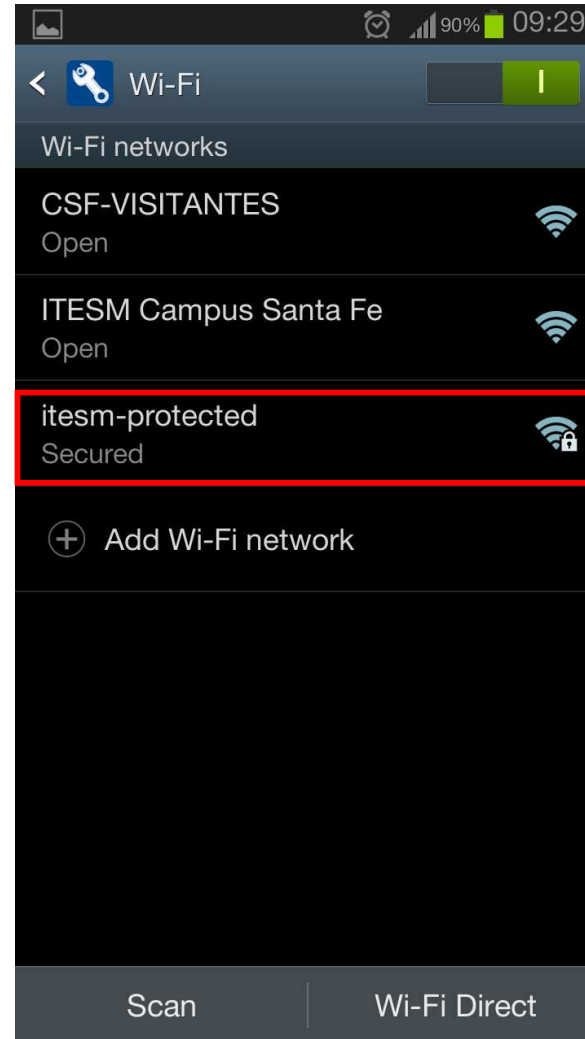 90% 09:29
Wi-Fi
Wi-Fi networks
CSF-VISITANTES
Open
ITESM Campus Santa Fe
Open
itesm-protected
Secured
Add Wi-Fi network
Scan Wi-Fi Direct